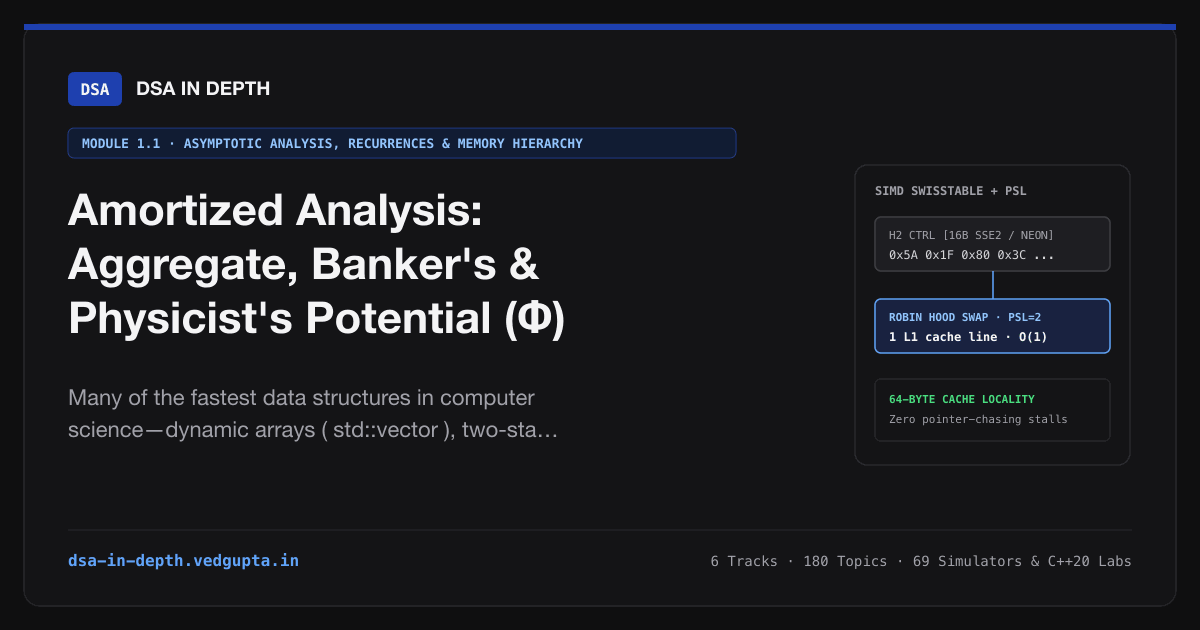 DSA
DSA IN DEPTH
MODULE 1.1 · ASYMPTOTIC ANALYSIS, RECURRENCES & MEMORY HIERARCHY
Amortized Analysis:
Aggregate, Banker's &
Physicist's Potential (Φ)
Many of the fastest data structures in computer
science—dynamic arrays ( std::vector ), two-sta...
SIMD SWISSTABLE + PSL
H2 CTRL [16B SSE2 / NEON]
0x5A 0x1F 0x80 0x3C ...
ROBIN HOOD SWAP · PSL=2
1 L1 cache line · O(1)
64-BYTE CACHE LOCALITY
Zero pointer-chasing stalls
dsa-in-depth.vedgupta.in
6 Tracks · 180 Topics · 69 Simulators & C++20 Labs